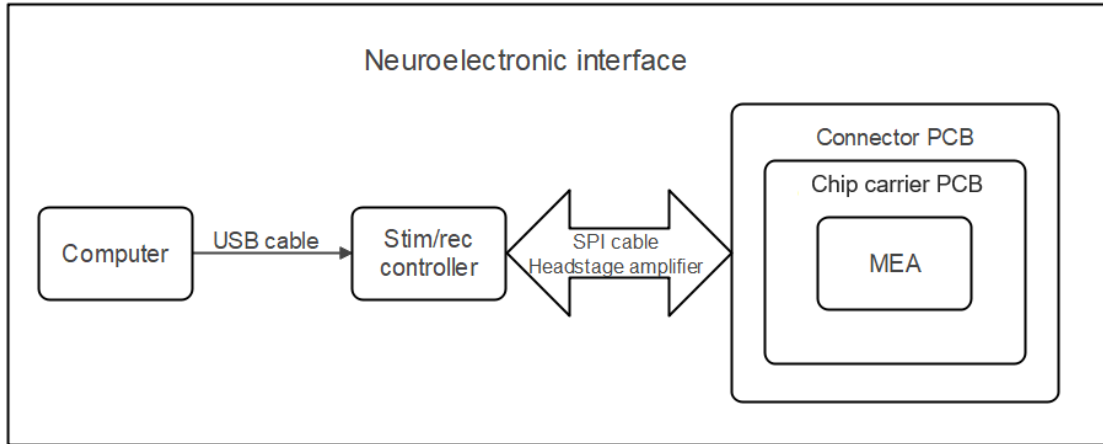 Neuroelectronic interface
Connector PCB
Chip carrier PCB
Computer
USB cable
Stim/rec
controller
SPI cable
Headstage amplifier
MEA